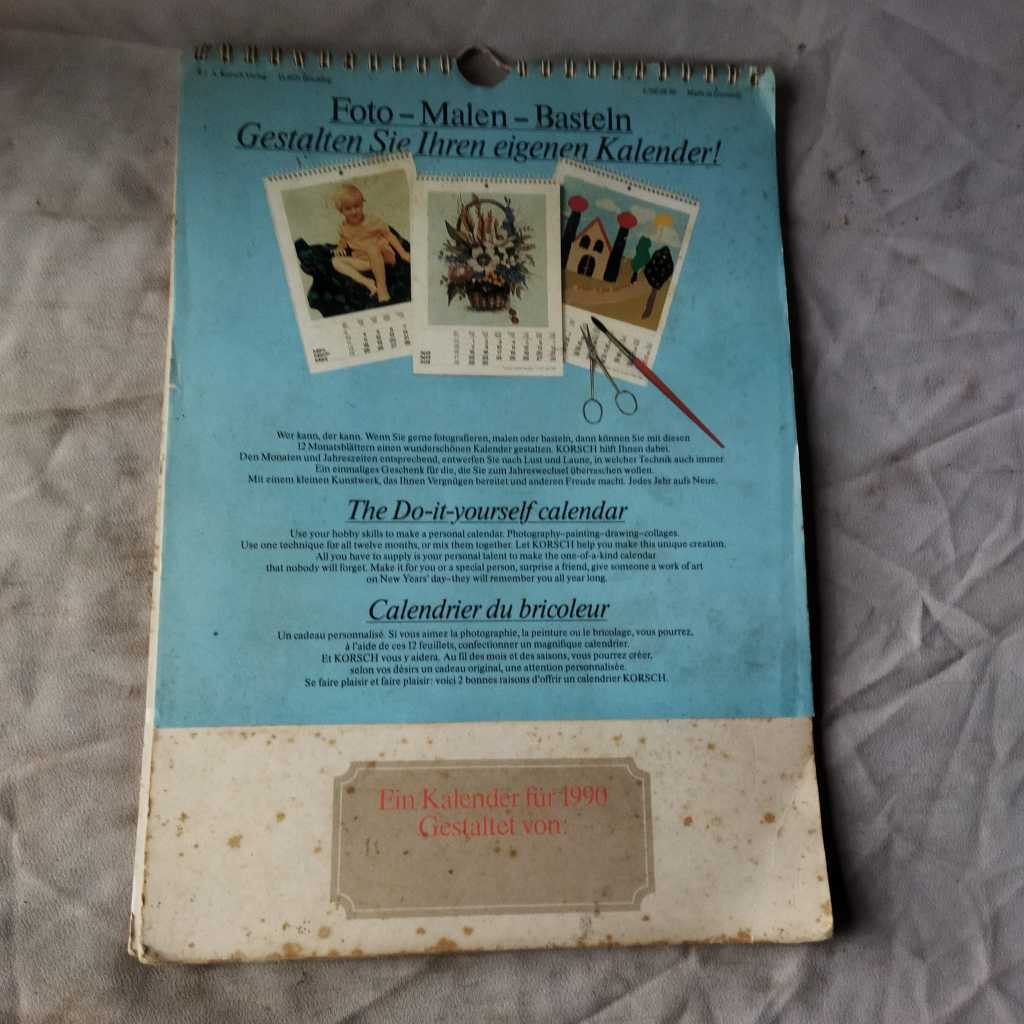 Korsch Verlag
Made in Germany
Foto – Malen – Basteln
Gestalten Sie Ihren eigenen Kalender!
Wer kann, der kann. Wenn Sie gerne fotografieren, malen oder basteln, dann können Sie mit diesen
12 Monatsblättern einen wunderschönen Kalender gestalten. KORSCH hilft Ihnen dabei.
Den Monaten und Jahreszeiten entsprechend, entwerfen Sie nach Lust und Laune, in welcher Technik auch immer.
Ein einmaliges Geschenk für die, die Sie zum Jahreswechsel überraschen wollen.
Mit einem kleinen Kunstwerk, das Ihnen Vergnügen bereitet und anderen Freude macht. Jedes Jahr aufs Neue.
The Do-it-yourself calendar
Use your hobby skills to make a personal calendar. Photography–painting–drawing–collages.
Use one technique for all twelve months, or mix them together. Let KORSCH help you make this unique creation.
All you have to supply is your personal talent to make the one-of-a-kind calendar
that nobody will forget. Make it for you or a special person, surprise a friend, give someone a work of art
on New Years' day–they will remember you all year long.
Calendrier du bricoleur
Un cadeau personnalisé. Si vous aimez la photographie, la peinture ou le bricolage, vous pourrez,
à l'aide de ces 12 feuillets, confectionner un magnifique calendrier.
Et KORSCH vous y aidera. Au fil des mois et des saisons, vous pourrez créer,
selon vos désirs un cadeau original, une attention personnalisée.
Se faire plaisir et faire plaisir: voici 2 bonnes raisons d'offrir un calendrier KORSCH.
Ein Kalender für 1990
Gestaltet von: